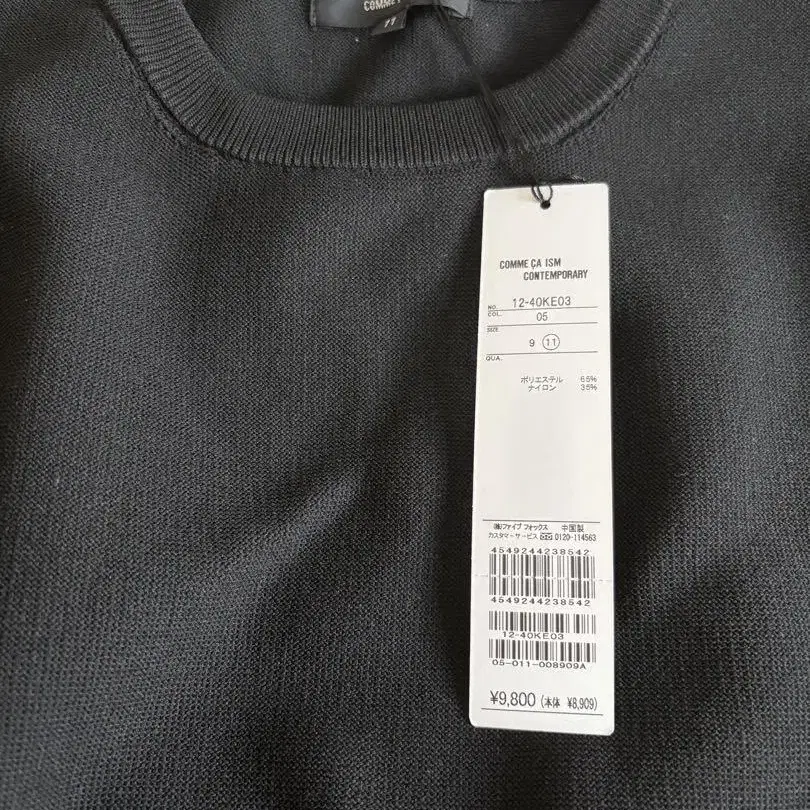 COMME
11
COMME ÇA ISM
CONTEMPORARY
NO. 12-40KE03
COL. 05
SIZE
9 11
QUA.
ポリエステル 65%
ナイロン 35%
(株)ファイブ フォックス 中国製
カスタマーサービス 0120-114563
4549244238542
4549244238542
12-40KE03
05-011-008909A
¥9,800 (本体 ¥8,909)